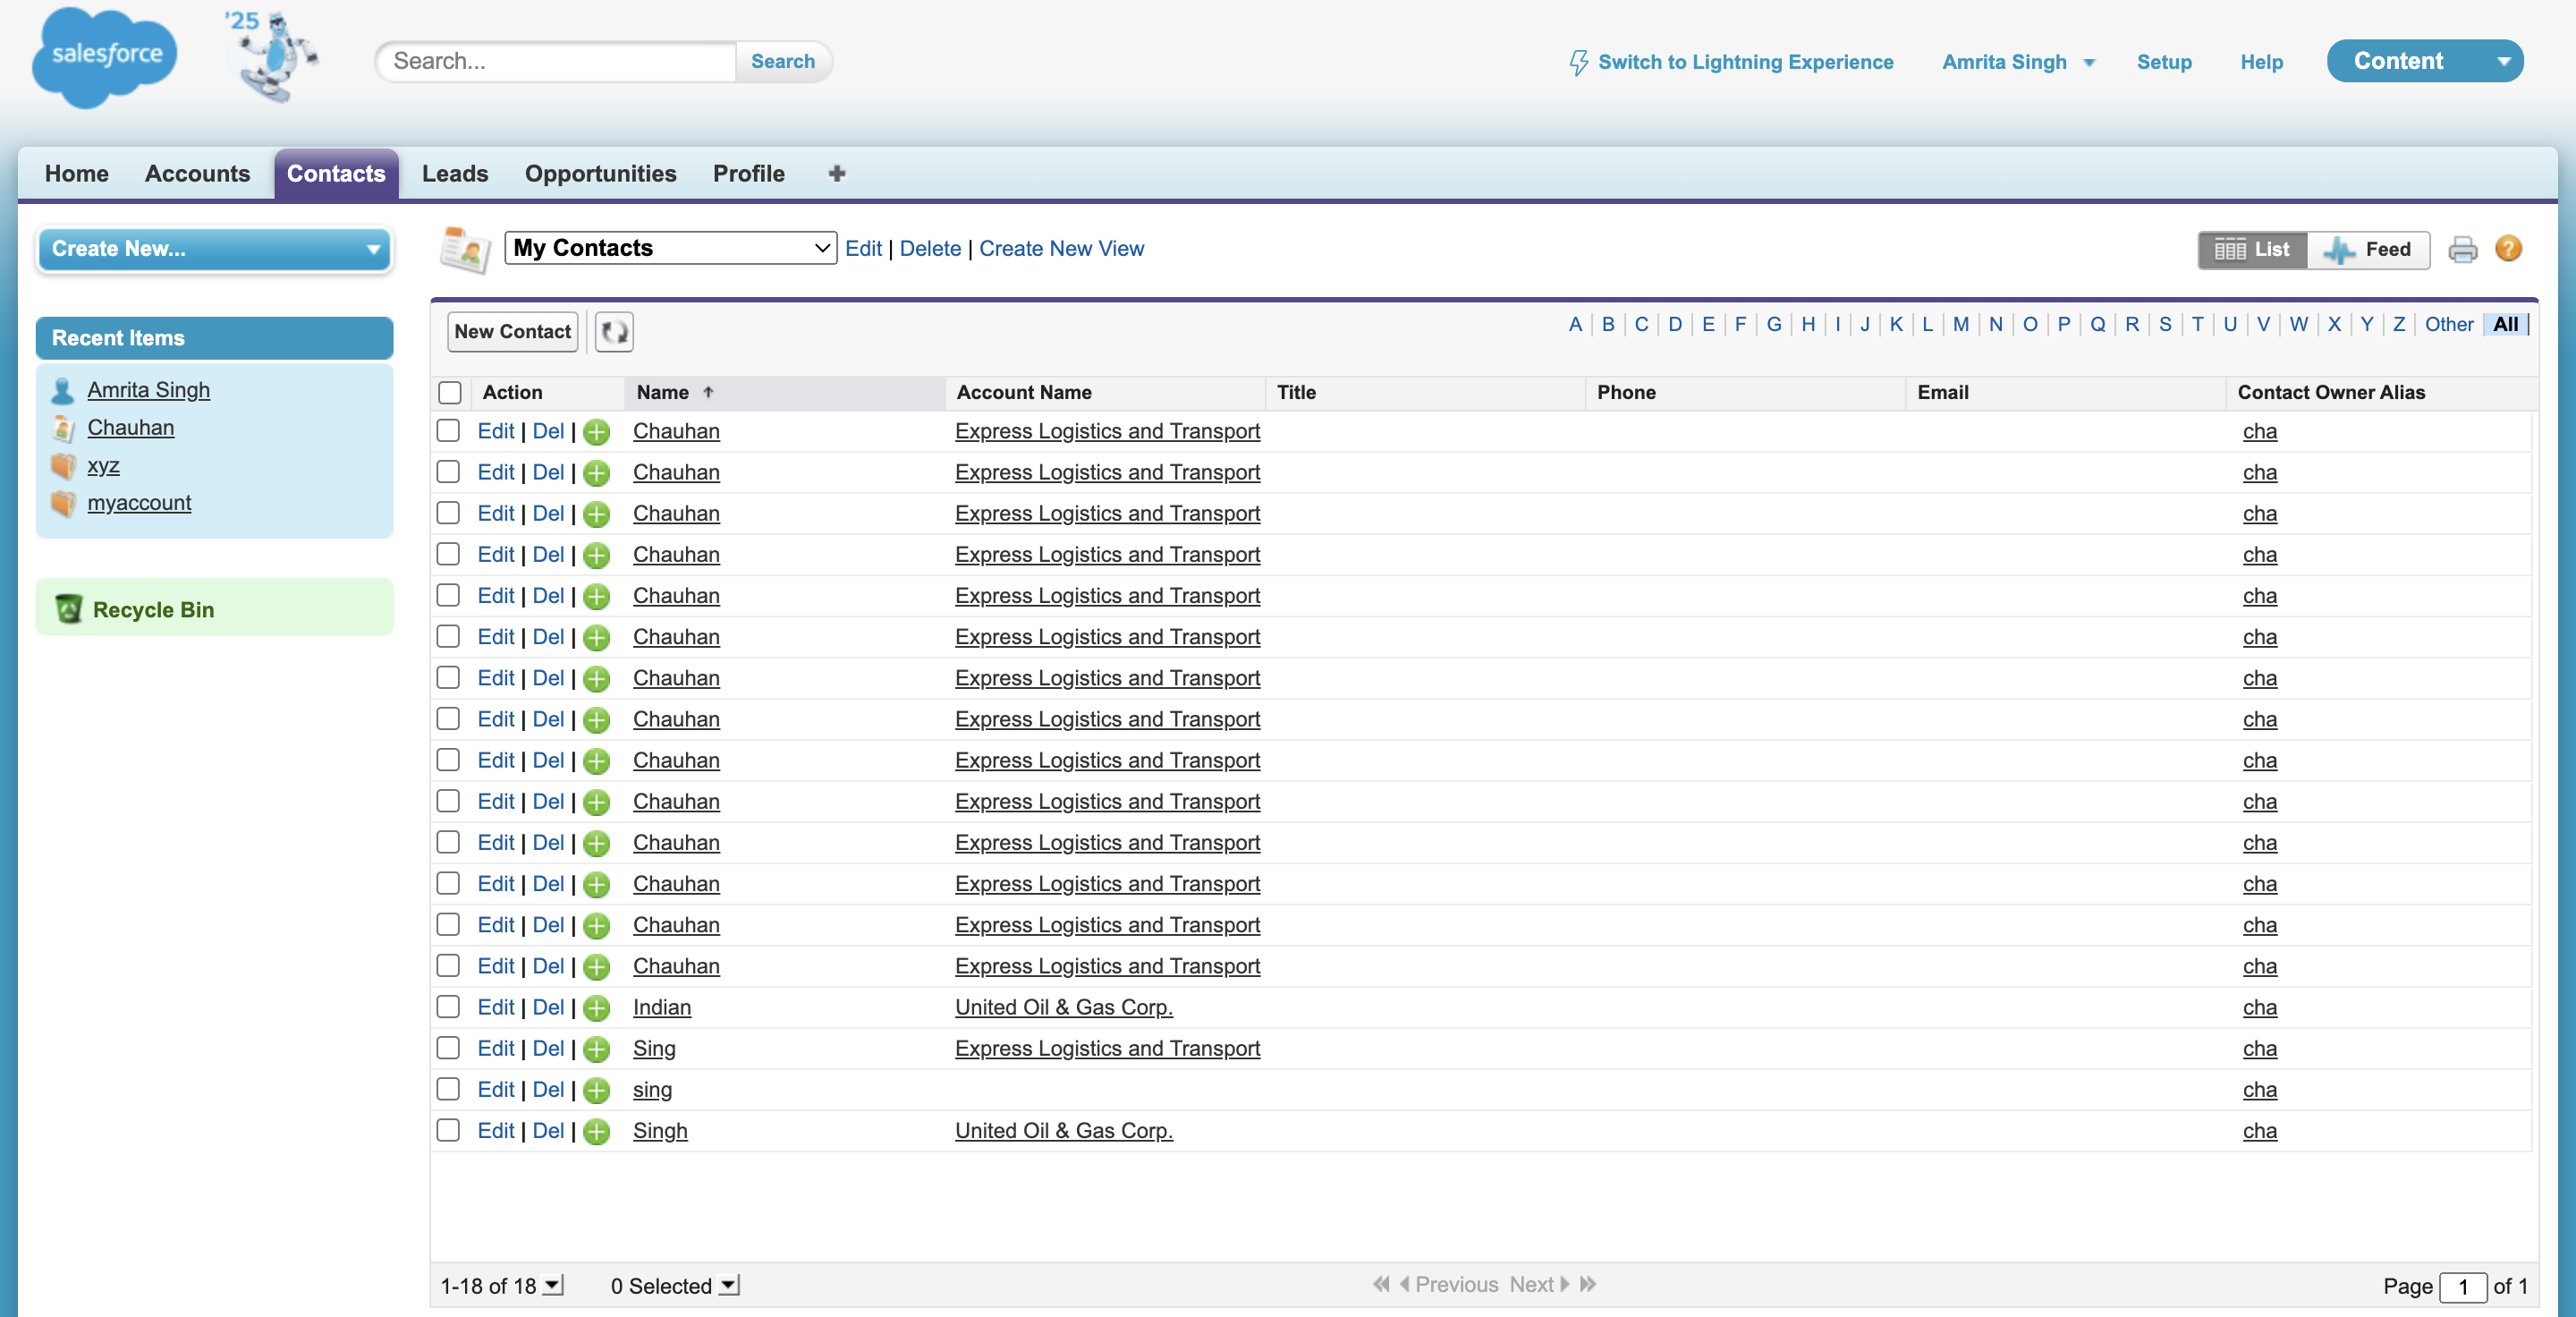 salesforce
'25
Search...
Search
Switch to Lightning Experience
Amrita Singh
Setup
Help
Content
Home
Accounts
Contacts
Leads
Opportunities
Profile
Create New...
Recent Items
Amrita Singh
Chauhan
xyz
myaccount
Recycle Bin
My Contacts
Edit | Delete | Create New View
List
Feed
New Contact
A | B | C | D | E | F | G | H | I | J | K | L | M | N | O | P | Q | R | S | T | U | V | W | X | Y | Z | Other | All
Action Name Account Name Title Phone Email Contact Owner Alias
Edit | Del | Chauhan Express Logistics and Transport cha
Edit | Del | Chauhan Express Logistics and Transport cha
Edit | Del | Chauhan Express Logistics and Transport cha
Edit | Del | Chauhan Express Logistics and Transport cha
Edit | Del | Chauhan Express Logistics and Transport cha
Edit | Del | Chauhan Express Logistics and Transport cha
Edit | Del | Chauhan Express Logistics and Transport cha
Edit | Del | Chauhan Express Logistics and Transport cha
Edit | Del | Chauhan Express Logistics and Transport cha
Edit | Del | Chauhan Express Logistics and Transport cha
Edit | Del | Chauhan Express Logistics and Transport cha
Edit | Del | Chauhan Express Logistics and Transport cha
Edit | Del | Chauhan Express Logistics and Transport cha
Edit | Del | Chauhan Express Logistics and Transport cha
Edit | Del | Indian United Oil & Gas Corp. cha
Edit | Del | Sing Express Logistics and Transport cha
Edit | Del | sing cha
Edit | Del | Singh United Oil & Gas Corp. cha
1-18 of 18
0 Selected
Previous Next
Page 1 of 1